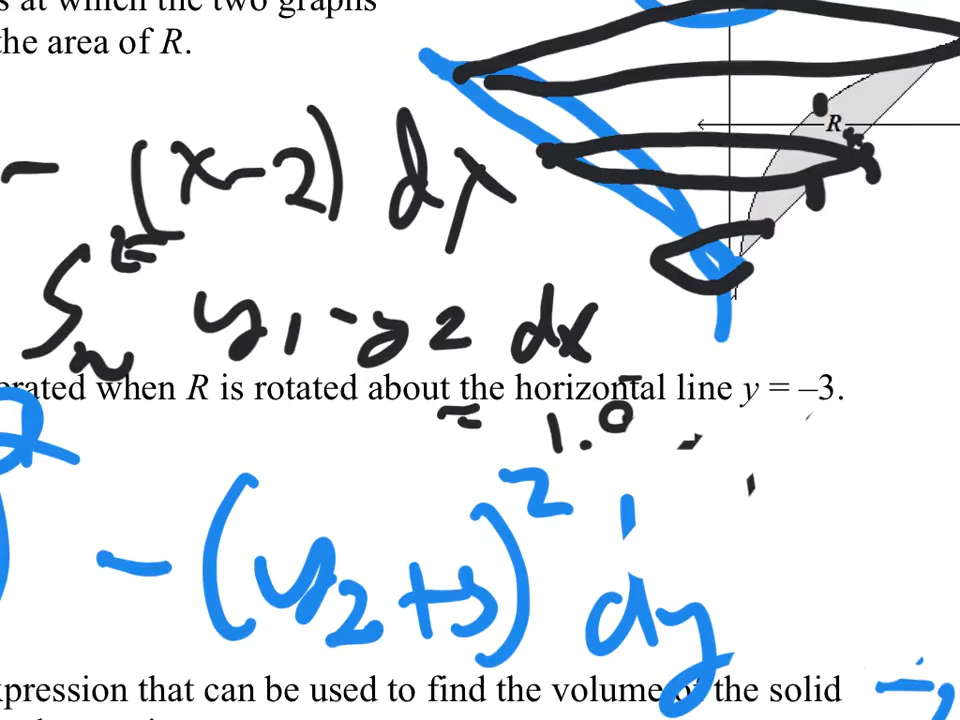 s at which the two graphs
the area of R.
R
- (x-2) dx
y1-y2 dx
rated when R is rotated about the horizontal line y = –3.
≈ 1.0
2
- (y2+3)² dy
xpression that can be used to find the volume of the solid